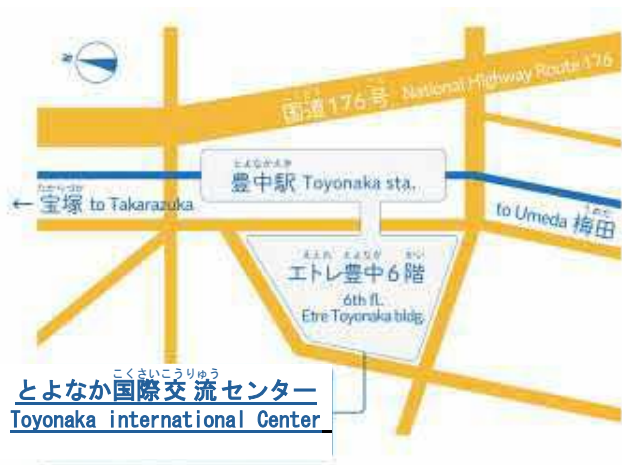 N
こくどう ごう
国道176号 National Highway Route 176
とよなかえき
豊中駅 Toyonaka sta.
たからづか
← 宝塚 to Takarazuka
うめだ
to Umeda 梅田
えとれ とよなか かい
エトレ豊中6階
6th fl.
Etre Toyonaka bldg.
こくさいこうりゅう
とよなか国際交流センター
Toyonaka international Center